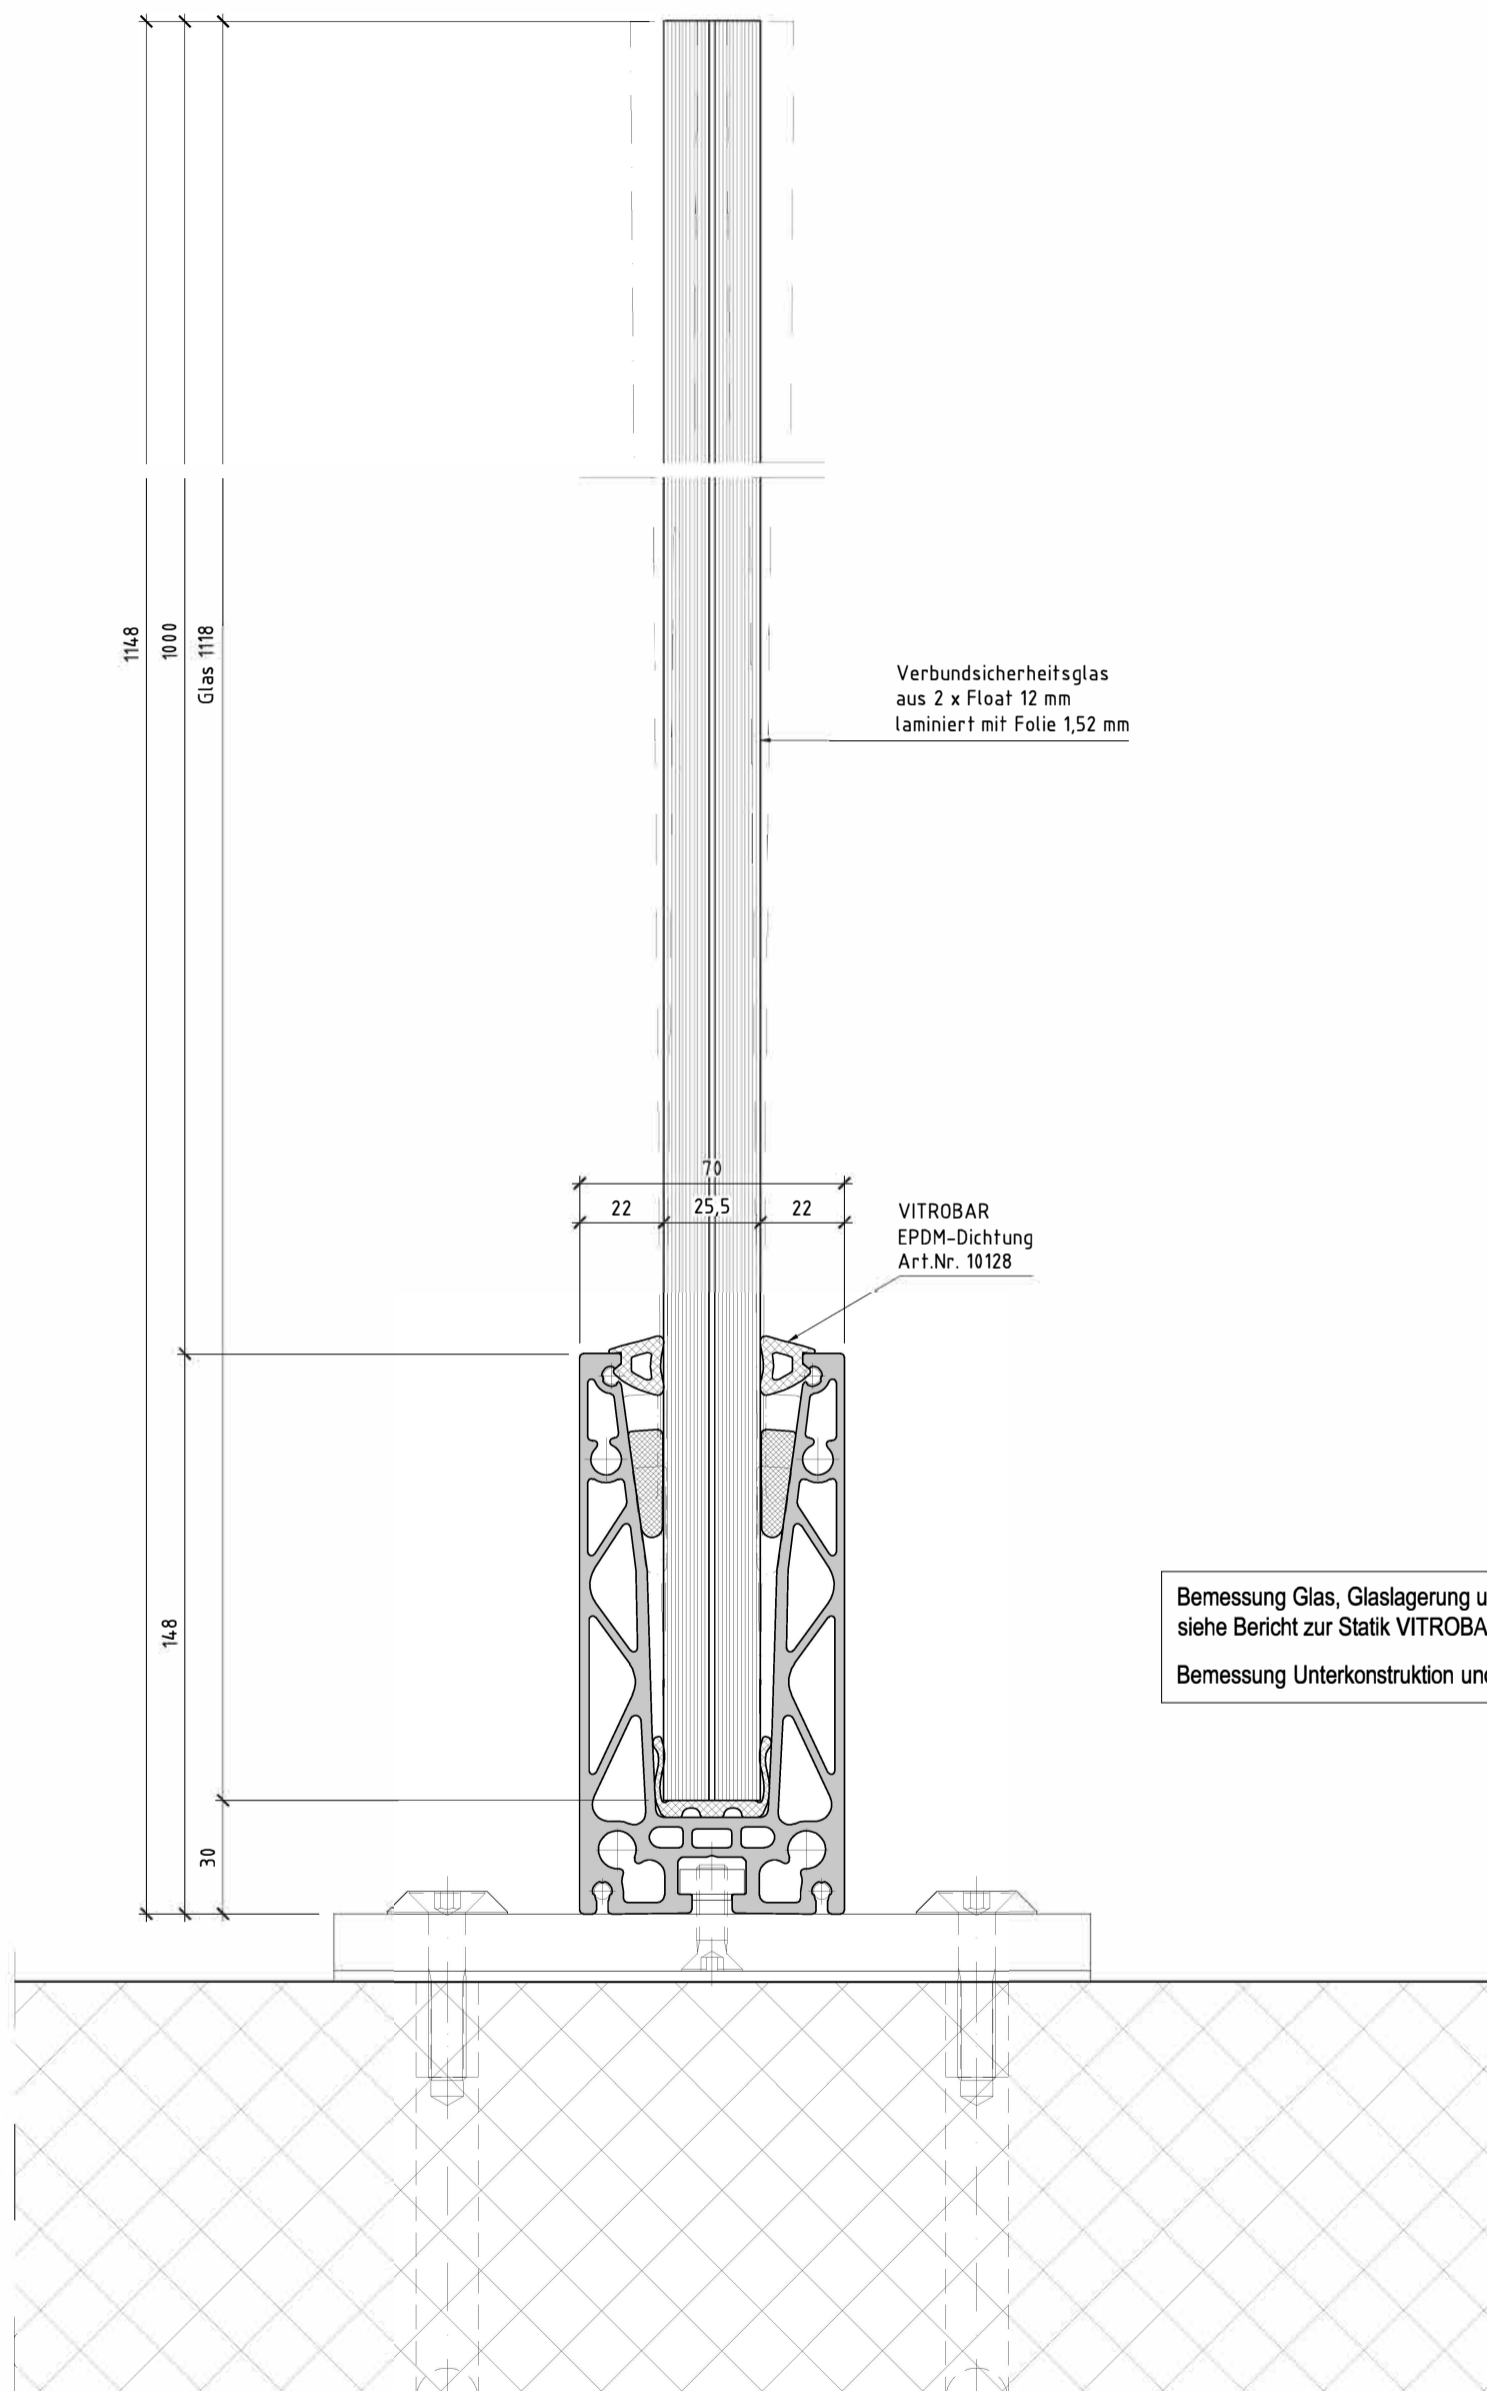 1148
1000
Glas 1118
Verbundsicherheitsglas
aus 2 x Float 12 mm
laminiert mit Folie 1,52 mm
70
22
25,5
22
VITROBAR
EPDM-Dichtung
Art.Nr. 10128
148
30
Bemessung Glas, Glaslagerung
siehe Bericht zur Statik
Bemessung Unterkonstruktion